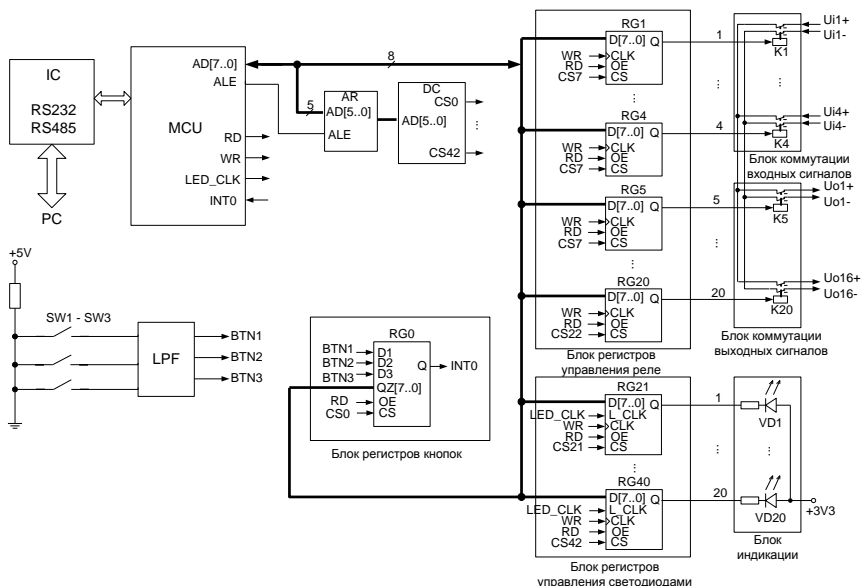 IC
RS232
RS485
PC
MCU
AD[7..0]
ALE
RD
WR
LED_CLK
INT0
8
5
AR
AD[5..0]
ALE
DC
CS0
AD[5..0]
CS42
RG1
D[7..0] Q
WR CLK
RD OE
CS7 CS
1
RG4
D[7..0] Q
WR CLK
RD OE
CS7 CS
4
RG5
D[7..0] Q
WR CLK
RD OE
CS7 CS
5
RG20
D[7..0] Q
WR CLK
RD OE
CS22 CS
20
Блок регистров
управления реле
Ui1+
Ui1-
K1
Ui4+
Ui4-
K4
Блок коммутации
входных сигналов
Uo1+
Uo1-
K5
Uo16+
Uo16-
K20
Блок коммутации
выходных сигналов
+5V
SW1 - SW3
LPF
BTN1
BTN2
BTN3
RG0
BTN1 D1
BTN2 D2
BTN3 D3
Q INT0
QZ[7..0]
RD OE
CS0 CS
Блок регистров кнопок
RG21
D[7..0] Q
LED_CLK L_CLK
WR CLK
RD OE
CS21 CS
1
RG40
D[7..0] Q
LED_CLK L_CLK
WR CLK
RD OE
CS42 CS
20
Блок регистров
управления светодиодами
VD1
VD20
+3V3
Блок
индикации